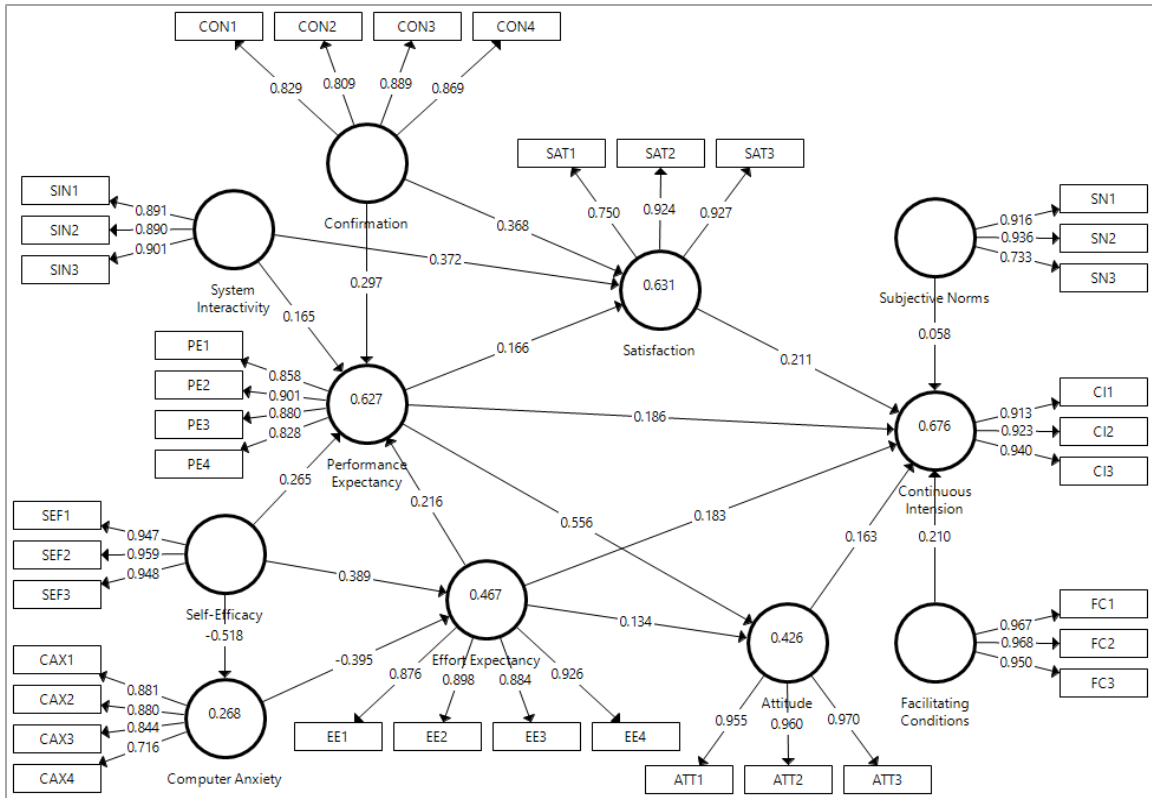 CON1 CON2 CON3 CON4
0.829 0.809 0.889 0.869
SAT1 SAT2 SAT3
0.750 0.924 0.927
SIN1
SIN2
SIN3
0.891
0.890
0.901
Confirmation
0.368
0.372
0.297
System
Interactivity
0.165
0.631
Satisfaction
0.166
0.211
SN1
SN2
SN3
0.916
0.936
0.733
Subjective Norms
0.058
PE1
PE2
PE3
PE4
0.858
0.901
0.880
0.828
0.627
Performance
Expectancy
0.186
0.676
Continuous
Intension
CI1
CI2
CI3
0.913
0.923
0.940
0.265
0.216
0.556
0.183
0.163
0.210
SEF1
SEF2
SEF3
0.947
0.959
0.948
Self-Efficacy
-0.518
0.389
0.467
Effort Expectancy
-0.395
0.134
0.876 0.898 0.884 0.926
EE1 EE2 EE3 EE4
CAX1
CAX2
CAX3
CAX4
0.881
0.880
0.844
0.716
0.268
Computer Anxiety
0.426
Attitude
0.955 0.960 0.970
ATT1 ATT2 ATT3
Facilitating
Conditions
0.967
0.968
0.950
FC1
FC2
FC3